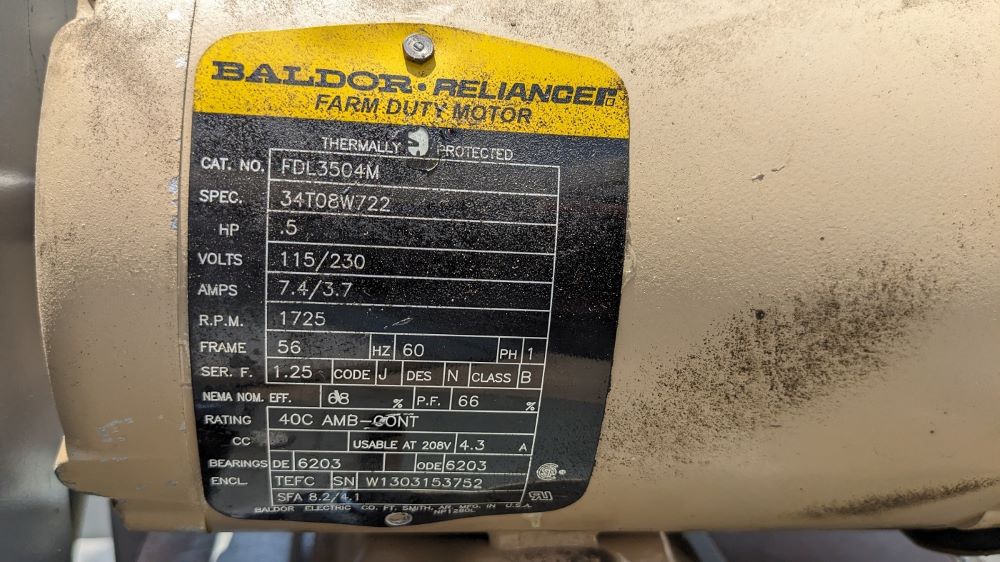 BALDOR · RELIANCER
FARM DUTY MOTOR
THERMALLY PROTECTED
CAT. NO. FDL3504M
SPEC. 34T08W722
HP .5
VOLTS 115/230
AMPS 7.4/3.7
R.P.M. 1725
FRAME 56 HZ 60 PH 1
SER. F. 1.25 CODE J DES N CLASS B
NEMA NOM. EFF. 68 % P.F. 66 %
RATING 40C AMB-CONT
CC USABLE AT 208V 4.3 A
BEARINGS DE 6203 ODE 6203
ENCL. TEFC SN W1303153752
SFA 8.2/4.1
BALDOR ELECTRIC CO. FT. SMITH, AR MFG. IN U.S.A.
NP1280L